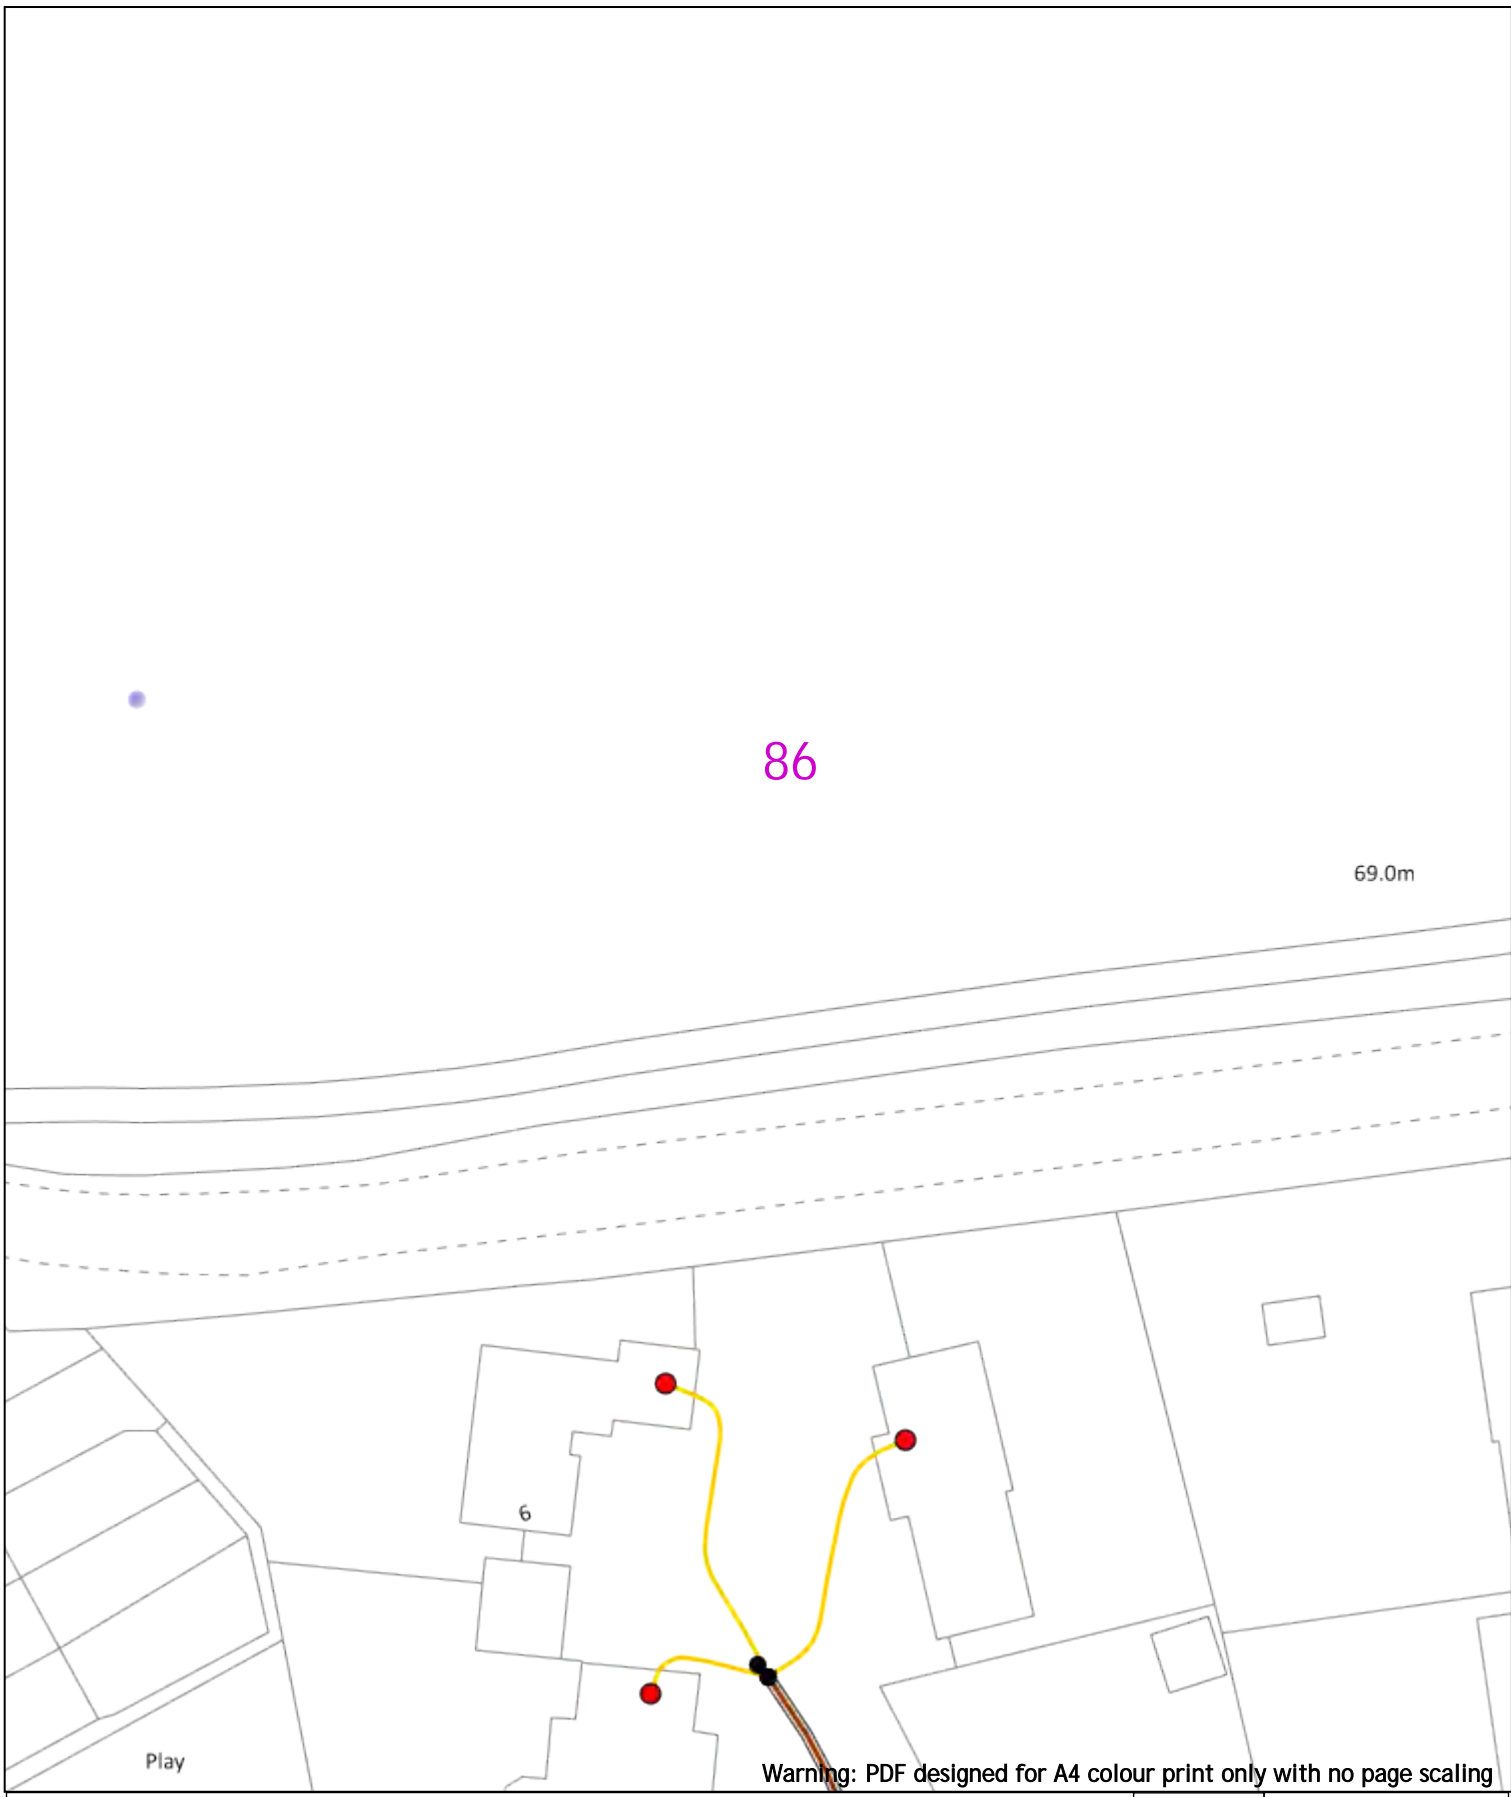 86
69.0m
6
Play
Warning: PDF designed for A4 colour print only with no page scaling